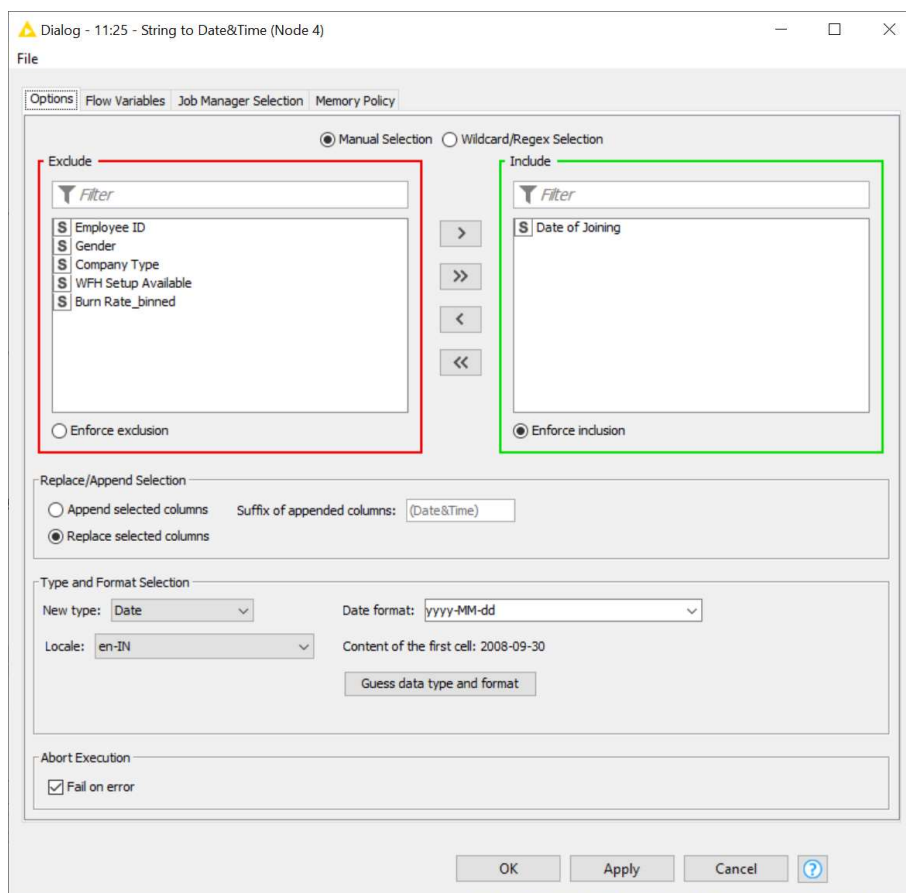 Dialog - 11:25 - String to Date&Time (Node 4)
File
Options Flow Variables Job Manager Selection Memory Policy
Manual Selection Wildcard/Regex Selection
Exclude
Filter
S Employee ID
S Gender
S Company Type
S WFH Setup Available
S Burn Rate_binned
Enforce exclusion
>
>>
<
<<
Include
Filter
S Date of Joining
Enforce inclusion
Replace/Append Selection
Append selected columns Suffix of appended columns: (Date&Time)
Replace selected columns
Type and Format Selection
New type: Date Date format: yyyy-MM-dd
Locale: en-IN Content of the first cell: 2008-09-30
Guess data type and format
Abort Execution
Fail on error
OK Apply Cancel ?